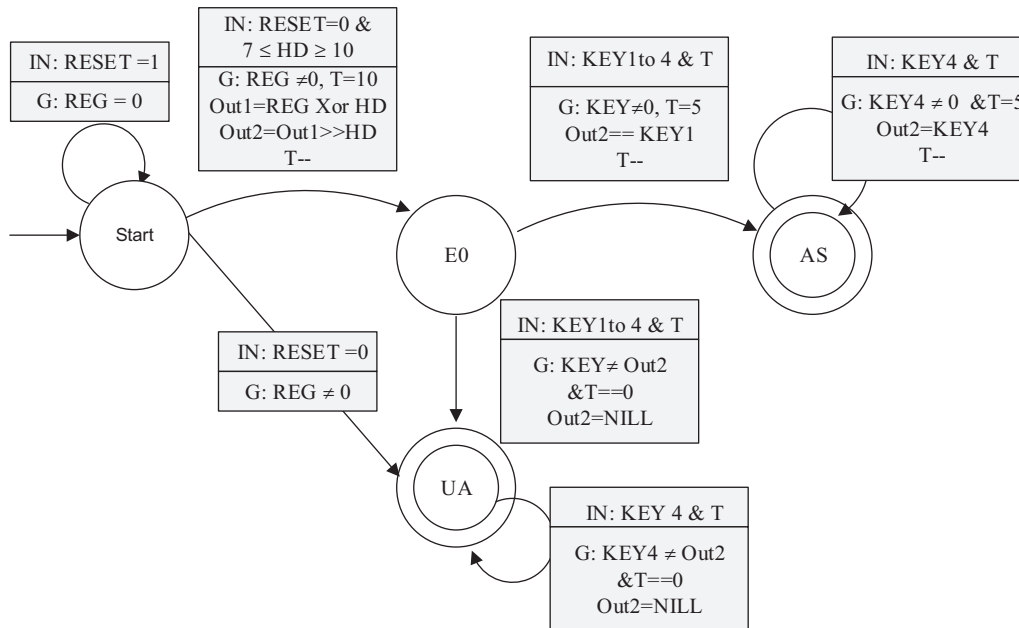 IN: RESET =1
G: REG = 0
IN: RESET=0 &
7 ≤ HD ≥ 10
G: REG ≠0, T=10
Out1=REG Xor HD
Out2=Out1>>HD
T--
IN: KEY1to 4 & T
G: KEY≠0, T=5
Out2== KEY1
T--
IN: KEY4 & T
G: KEY4 ≠ 0 &T=5
Out2=KEY4
T--
Start
E0
AS
IN: RESET =0
G: REG ≠ 0
IN: KEY1to 4 & T
G: KEY≠ Out2
&T==0
Out2=NILL
UA
IN: KEY 4 & T
G: KEY4 ≠ Out2
&T==0
Out2=NILL